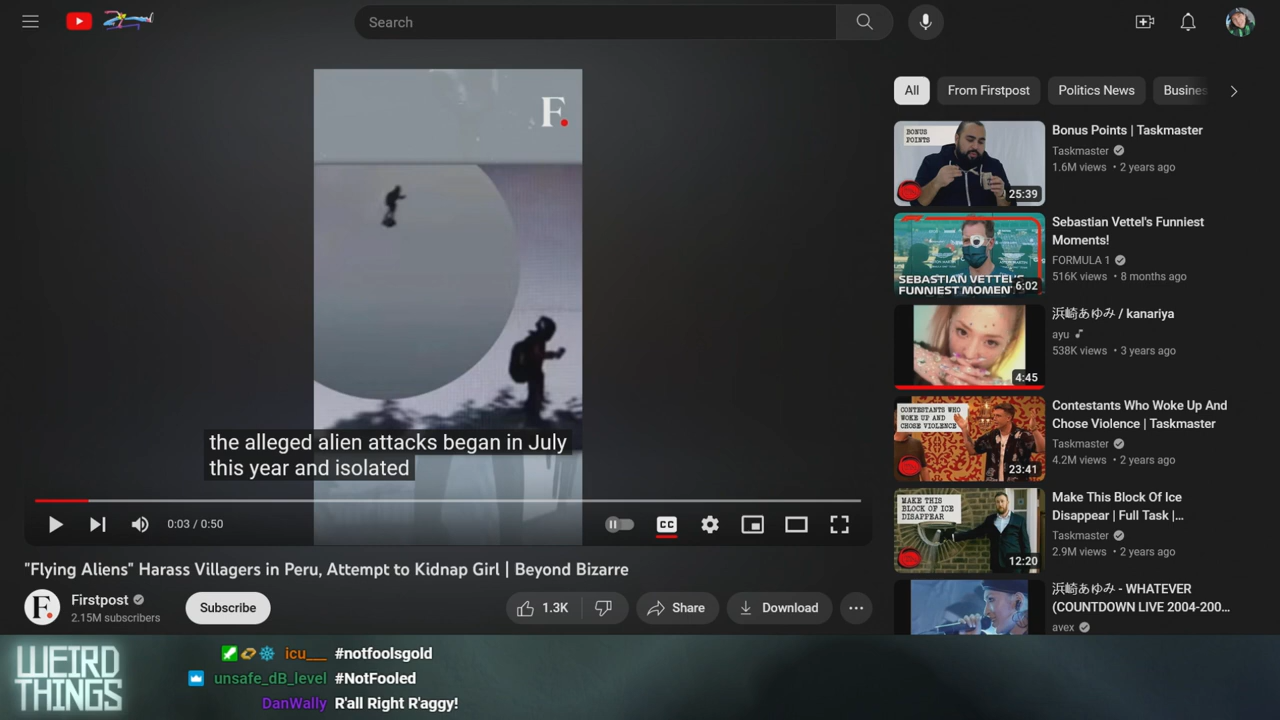 Search
F.
the alleged alien attacks began in July
this year and isolated
0:03 / 0:50
CC
"Flying Aliens" Harass Villagers in Peru, Attempt to Kidnap Girl | Beyond Bizarre
F.
Firstpost
2.15M subscribers
Subscribe
1.3K
Share
Download
All
From Firstpost
Politics News
Busines
BONUS
POINTS
25:39
Bonus Points | Taskmaster
Taskmaster
1.6M views • 2 years ago
SEBASTIAN VETTEL'S
FUNNIEST MOMEN
6:02
Sebastian Vettel's Funniest
Moments!
FORMULA 1
516K views • 8 months ago
4:45
浜崎あゆみ / kanariya
ayu
538K views • 3 years ago
CONTESTANTS WHO
WOKE UP AND
CHOSE VIOLENCE
23:41
Contestants Who Woke Up And
Chose Violence | Taskmaster
Taskmaster
4.2M views • 2 years ago
MAKE THIS
BLOCK OF ICE
DISAPPEAR
12:20
Make This Block Of Ice
Disappear | Full Task |...
Taskmaster
2.9M views • 2 years ago
浜崎あゆみ - WHATEVER
(COUNTDOWN LIVE 2004-200...
avex
WEIRD
THINGS
icu___ #notfoolsgold
unsafe_dB_level #NotFooled
DanWally R'all Right R'aggy!